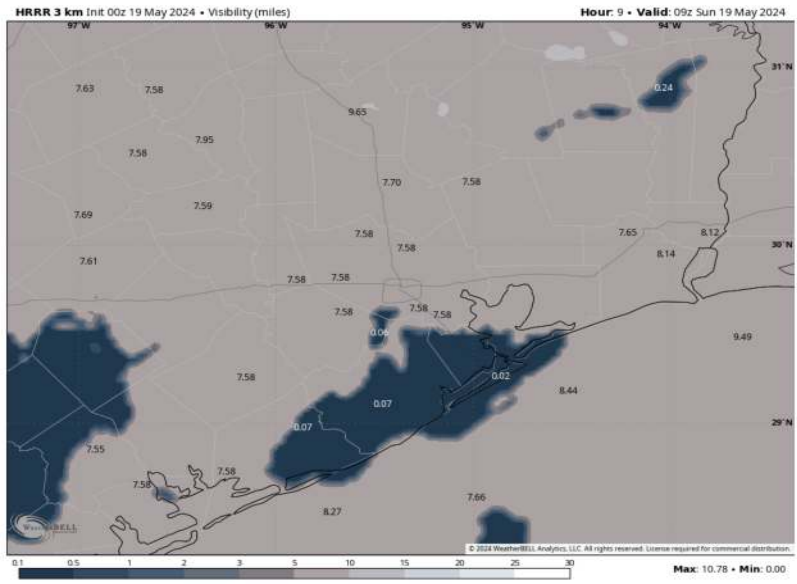 HRRR 3 km Init 00z 19 May 2024 • Visibility (miles) Hour: 9 • Valid: 09z Sun 19 May 2024
97°W 96°W 95°W 94°W
31°N
7.63 7.58 0.24
9.65
7.95
7.58
7.70 7.58
7.69 7.59
7.58 7.65 8.12
30°N
7.58 8.14
7.61
7.58 7.58
7.58 7.58 7.58
0.06 9.49
7.58 0.02
8.44
0.07
0.07 29°N
7.55
7.58 7.58
7.66
8.27
WeatherBELL
© 2024 WeatherBELL Analytics, LLC. All rights reserved. License required for commercial distribution.
0.1 0.5 1 2 3 5 10 15 20 25 30
Max: 10.78 • Min: 0.00